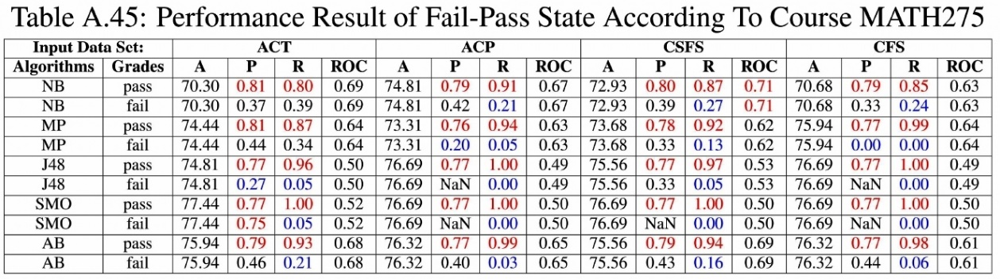 Table A.45: Performance Result of Fail-Pass State According To Course MATH275
Input Data Set: ACT ACP CSFS CFS
Algorithms Grades A P R ROC A P R ROC A P R ROC A P R ROC
NB pass 70.30 0.81 0.80 0.69 74.81 0.79 0.91 0.67 72.93 0.80 0.87 0.71 70.68 0.79 0.85 0.63
NB fail 70.30 0.37 0.39 0.69 74.81 0.42 0.21 0.67 72.93 0.39 0.27 0.71 70.68 0.33 0.24 0.63
MP pass 74.44 0.81 0.87 0.64 73.31 0.76 0.94 0.63 73.68 0.78 0.92 0.62 75.94 0.77 0.99 0.64
MP fail 74.44 0.44 0.34 0.64 73.31 0.20 0.05 0.63 73.68 0.33 0.13 0.62 75.94 0.00 0.00 0.64
J48 pass 74.81 0.77 0.96 0.50 76.69 0.77 1.00 0.49 75.56 0.77 0.97 0.53 76.69 0.77 1.00 0.49
J48 fail 74.81 0.27 0.05 0.50 76.69 NaN 0.00 0.49 75.56 0.33 0.05 0.53 76.69 NaN 0.00 0.49
SMO pass 77.44 0.77 1.00 0.52 76.69 0.77 1.00 0.50 76.69 0.77 1.00 0.50 76.69 0.77 1.00 0.50
SMO fail 77.44 0.75 0.05 0.52 76.69 NaN 0.00 0.50 76.69 NaN 0.00 0.50 76.69 NaN 0.00 0.50
AB pass 75.94 0.79 0.93 0.68 76.32 0.77 0.99 0.65 75.56 0.79 0.94 0.69 76.32 0.77 0.98 0.61
AB fail 75.94 0.46 0.21 0.68 76.32 0.40 0.03 0.65 75.56 0.43 0.16 0.69 76.32 0.44 0.06 0.61